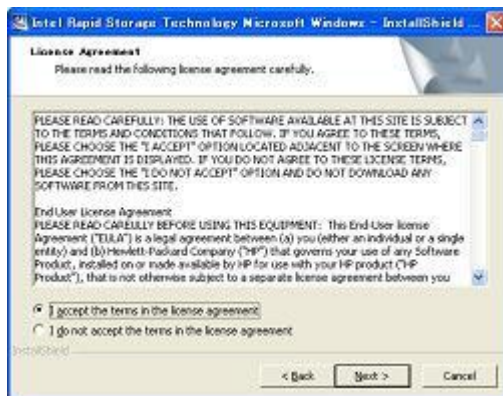 Intel Rapid Storage Technology Microsoft Windows - InstallShield ...
License Agreement
Please read the following license agreement carefully.
PLEASE READ CAREFULLY: THE USE OF SOFTWARE AVAILABLE AT THIS SITE IS SUBJECT
TO THE TERMS AND CONDITIONS THAT FOLLOW. IF YOU AGREE TO THESE TERMS,
PLEASE CHOOSE THE "I ACCEPT" OPTION LOCATED ADJACENT TO THE SCREEN WHERE
THIS AGREEMENT IS DISPLAYED. IF YOU DO NOT AGREE TO THESE LICENSE TERMS,
PLEASE CHOOSE THE "I DO NOT ACCEPT" OPTION AND DO NOT DOWNLOAD ANY
SOFTWARE FROM THIS SITE.
End User License Agreement
PLEASE READ CAREULLY BEFORE USING THIS EQUIPMENT: This End-User license
Agreement ("EULA") is a legal agreement between (a) you (either an individual or a single
entity) and (b) Hewlett-Packard Company ("HP") that governs your use of any Software
Product, installed on or made available by HP for use with your HP product ("HP
Product"), that is not otherwise subject to a separate license agreement between you
I accept the terms in the license agreement
I do not accept the terms in the license agreement
InstallShield
< Back
Next >
Cancel